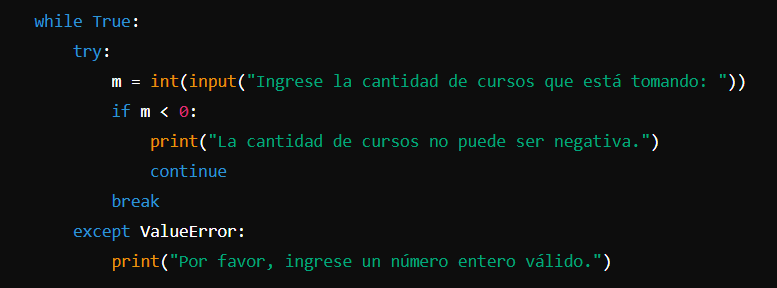 while True:
    try:
        m = int(input("Ingrese la cantidad de cursos que está tomando: "))
        if m < 0:
            print("La cantidad de cursos no puede ser negativa.")
            continue
        break
    except ValueError:
        print("Por favor, ingrese un número entero válido.")